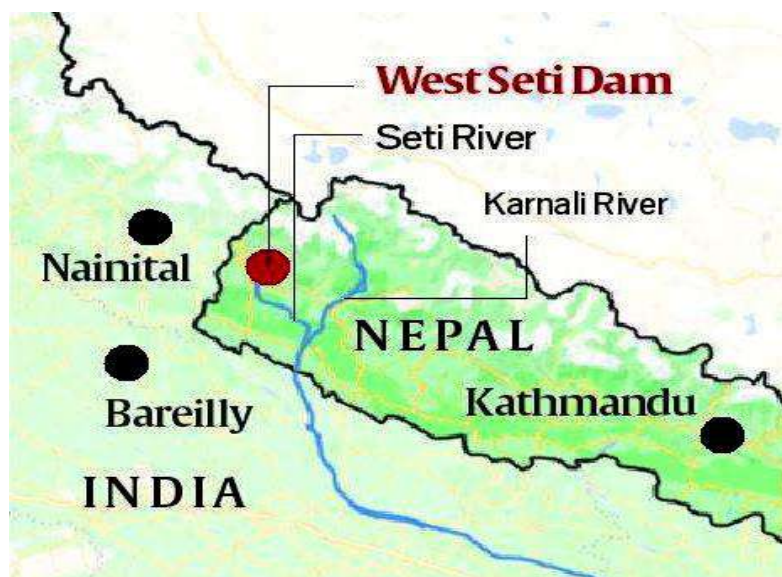 West Seti Dam
Seti River
Karnali River
Nainital
NEPAL
Bareilly
Kathmandu
INDIA